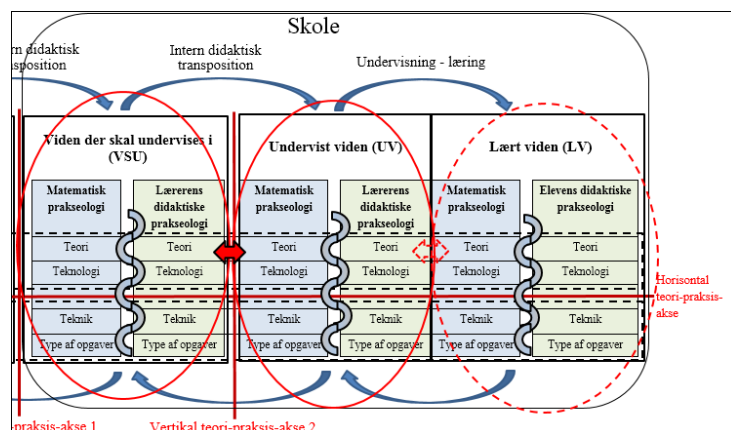 Skole
rn didaktisk
sposition
Intern didaktisk
transposition
Undervisning - læring
Viden der skal undervises i
(VSU)
Undervist viden (UV)
Lært viden (LV)
Matematisk
prakseologi
Lærerens
didaktiske
prakseologi
Matematisk
prakseologi
Lærerens
didaktiske
prakseologi
Matematisk
prakseologi
Elevens didaktiske
prakseologi
Teori
Teori
Teori
Teori
Teori
Teori
Teknologi
Teknologi
Teknologi
Teknologi
Teknologi
Teknologi
Horisontal
teori-praksis-
akse
Teknik
Teknik
Teknik
Teknik
Teknik
Teknik
Type af opgaver
Type af opgaver
Type af opgaver
Type af opgaver
Type af opgaver
Type af opgaver
-praksis-akse 1
Vertikal teori-praksis-akse 2